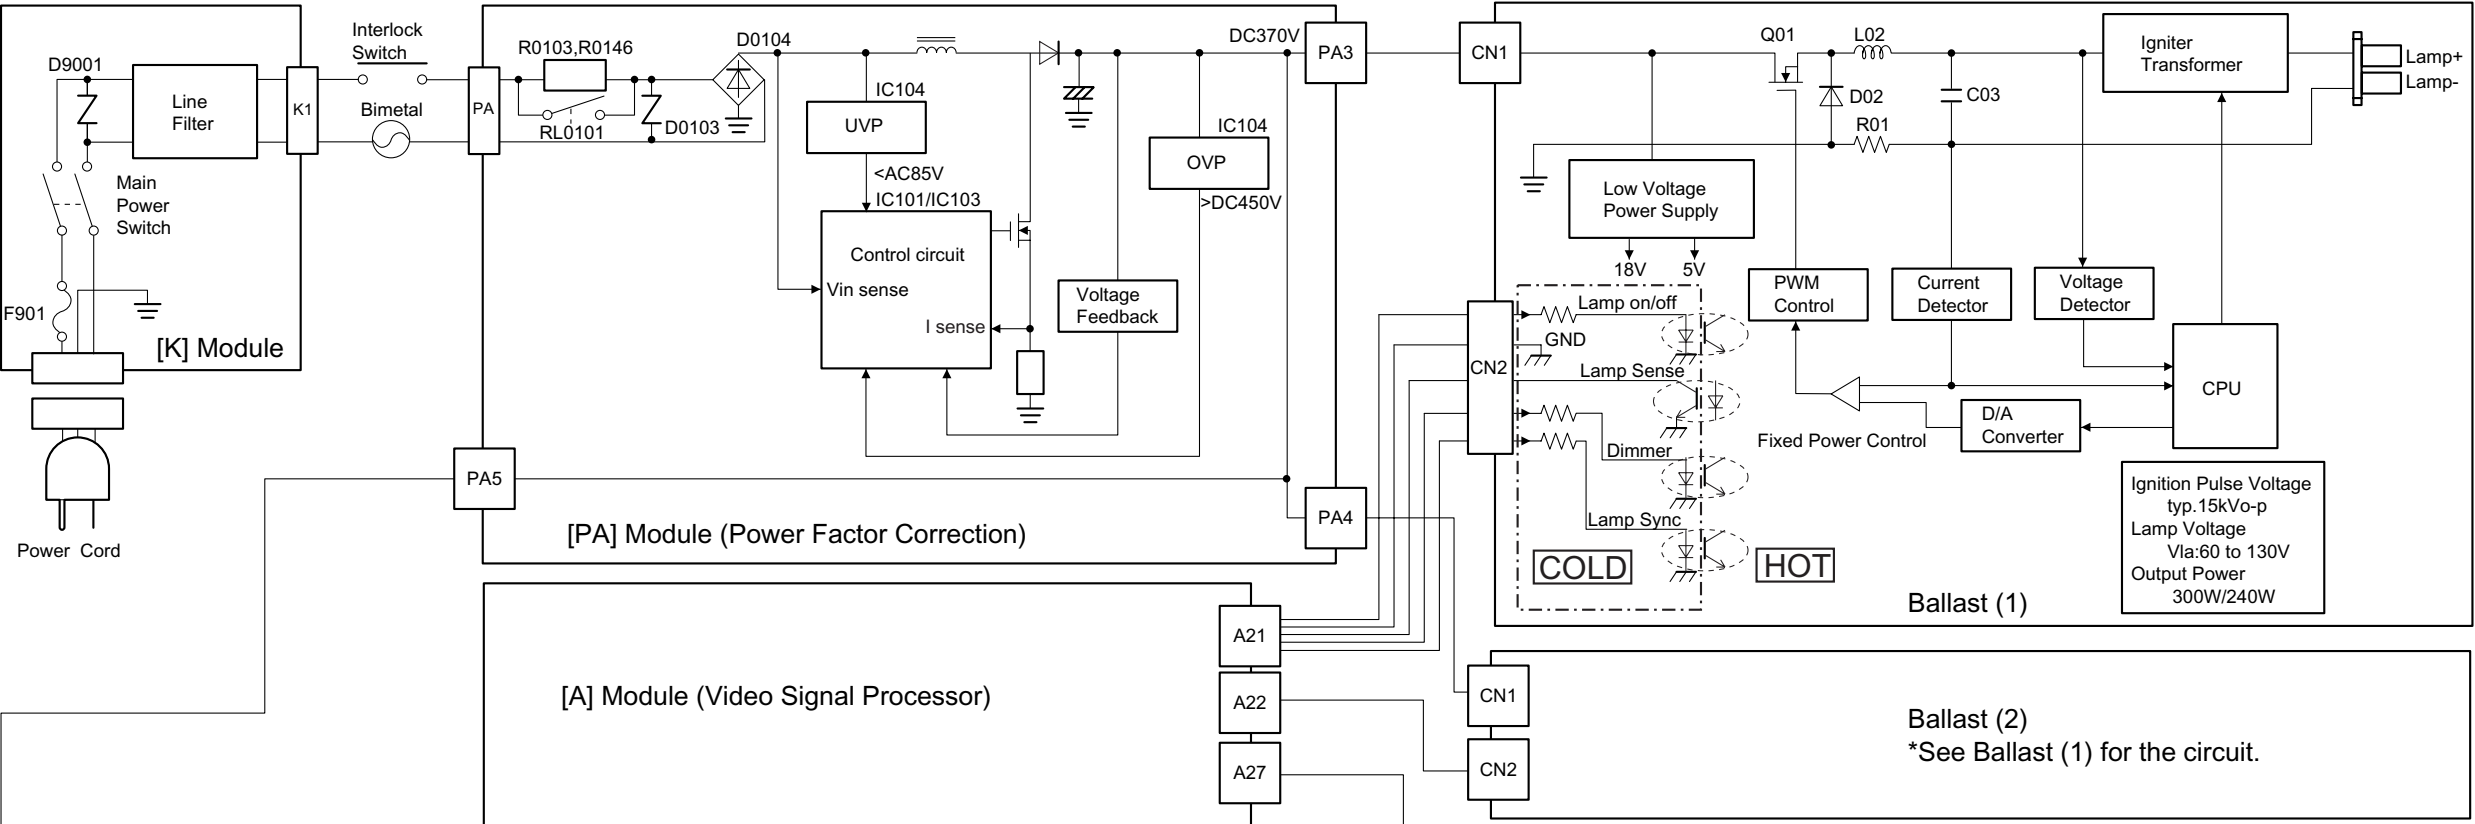 D9001
Line
Filter
K1
Main
Power
Switch
F901
[K] Module
Power Cord
Interlock
Switch
Bimetal
PA
R0103,R0146
RL0101
D0103
D0104
IC104
UVP
<AC85V
IC101/IC103
Control circuit
Vin sense
I sense
Voltage
Feedback
IC104
OVP
>DC450V
DC370V
PA3
PA5
PA4
[PA] Module (Power Factor Correction)
[A] Module (Video Signal Processor)
A21
A22
A27
CN1
Q01
L02
D02
C03
R01
Igniter
Transformer
Lamp+
Lamp-
Low Voltage
Power Supply
18V
5V
PWM
Control
Current
Detector
Voltage
Detector
CN2
Lamp on/off
GND
Lamp Sense
Dimmer
Lamp Sync
COLD
HOT
Fixed Power Control
D/A
Converter
CPU
Ignition Pulse Voltage
typ.15kVo-p
Lamp Voltage
Vla:60 to 130V
Output Power
300W/240W
Ballast (1)
CN1
CN2
Ballast (2)
*See Ballast (1) for the circuit.